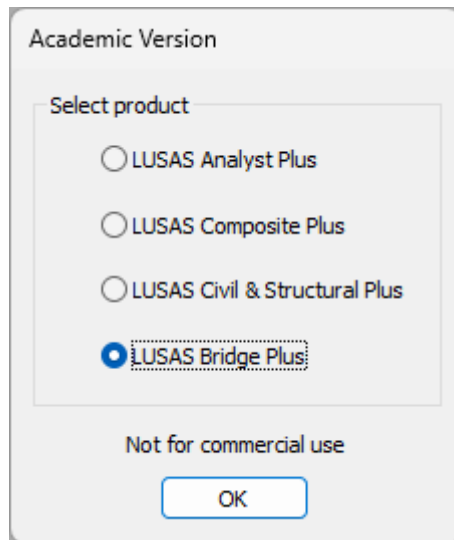 Academic Version
Select product
LUSAS Analyst Plus
LUSAS Composite Plus
LUSAS Civil & Structural Plus
LUSAS Bridge Plus
Not for commercial use
OK